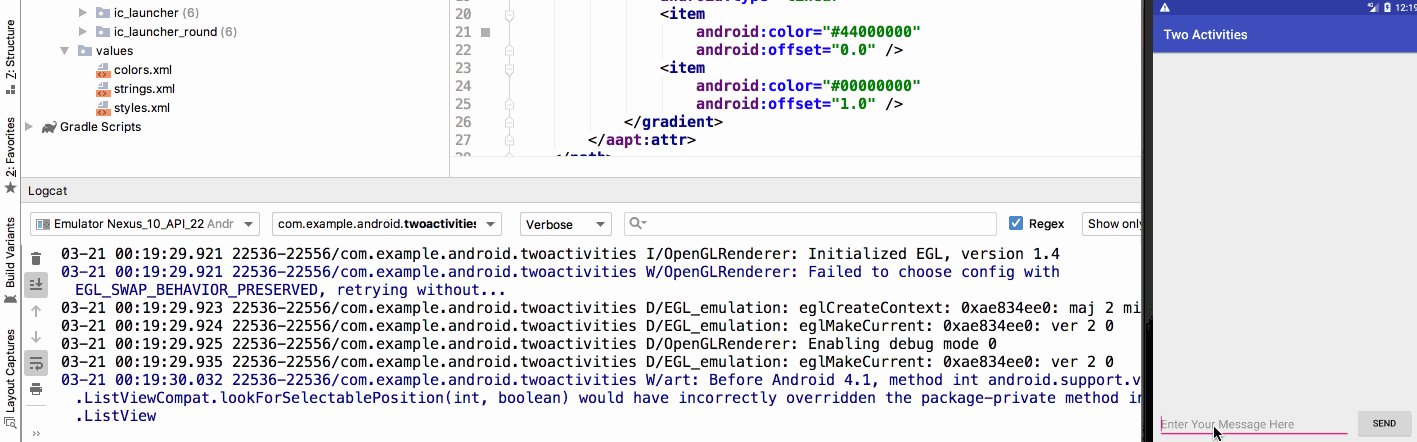 Z: Structure
2: Favorites
Build Variants
Layout Captures
ic_launcher (6)
ic_launcher_round (6)
values
colors.xml
strings.xml
styles.xml
Gradle Scripts
20 <item
21 android:color="#44000000"
22 android:offset="0.0" />
23 <item
24 android:color="#00000000"
25 android:offset="1.0" />
26 </gradient>
27 </aapt:attr>
Logcat
Emulator Nexus_10_API_22 Andr
com.example.android.twoactivities
Verbose
Regex
Show only
03-21 00:19:29.921 22536-22556/com.example.android.twoactivities I/OpenGLRenderer: Initialized EGL, version 1.4
03-21 00:19:29.921 22536-22556/com.example.android.twoactivities W/OpenGLRenderer: Failed to choose config with
EGL_SWAP_BEHAVIOR_PRESERVED, retrying without...
03-21 00:19:29.923 22536-22556/com.example.android.twoactivities D/EGL_emulation: eglCreateContext: 0xae834ee0: maj 2 mi
03-21 00:19:29.924 22536-22556/com.example.android.twoactivities D/EGL_emulation: eglMakeCurrent: 0xae834ee0: ver 2 0
03-21 00:19:29.925 22536-22556/com.example.android.twoactivities D/OpenGLRenderer: Enabling debug mode 0
03-21 00:19:29.935 22536-22556/com.example.android.twoactivities D/EGL_emulation: eglMakeCurrent: 0xae834ee0: ver 2 0
03-21 00:19:30.032 22536-22536/com.example.android.twoactivities W/art: Before Android 4.1, method int android.support.v
.ListViewCompat.lookForSelectablePosition(int, boolean) would have incorrectly overridden the package-private method in
.ListView
12:19
Two Activities
Enter Your Message Here
SEND